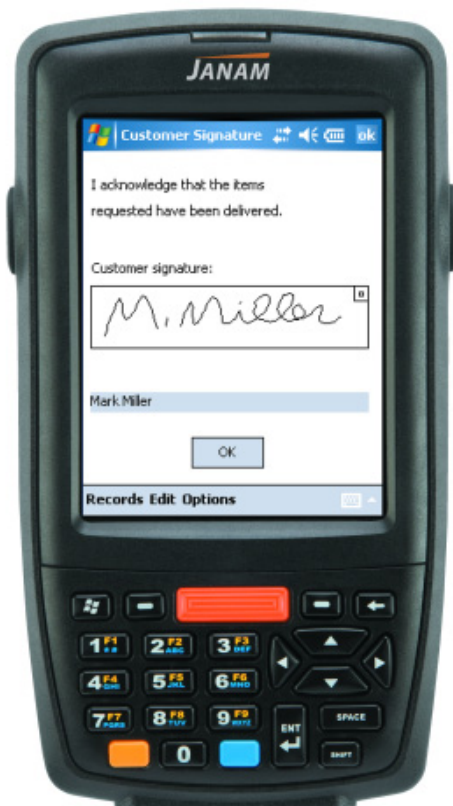 JANAM
Customer Signature ok
I acknowledge that the items
requested have been delivered.
Customer signature:
M. Miller
Mark Miller
OK
Records Edit Options
1 F1
2 F2 ABC
3 F3 DEF
4 F4 GHI
5 F5 JKL
6 F6 MNO
7 F7 PQRS
8 F8 TUV
9 F9 WXYZ
ENT
SPACE
0
SHIFT